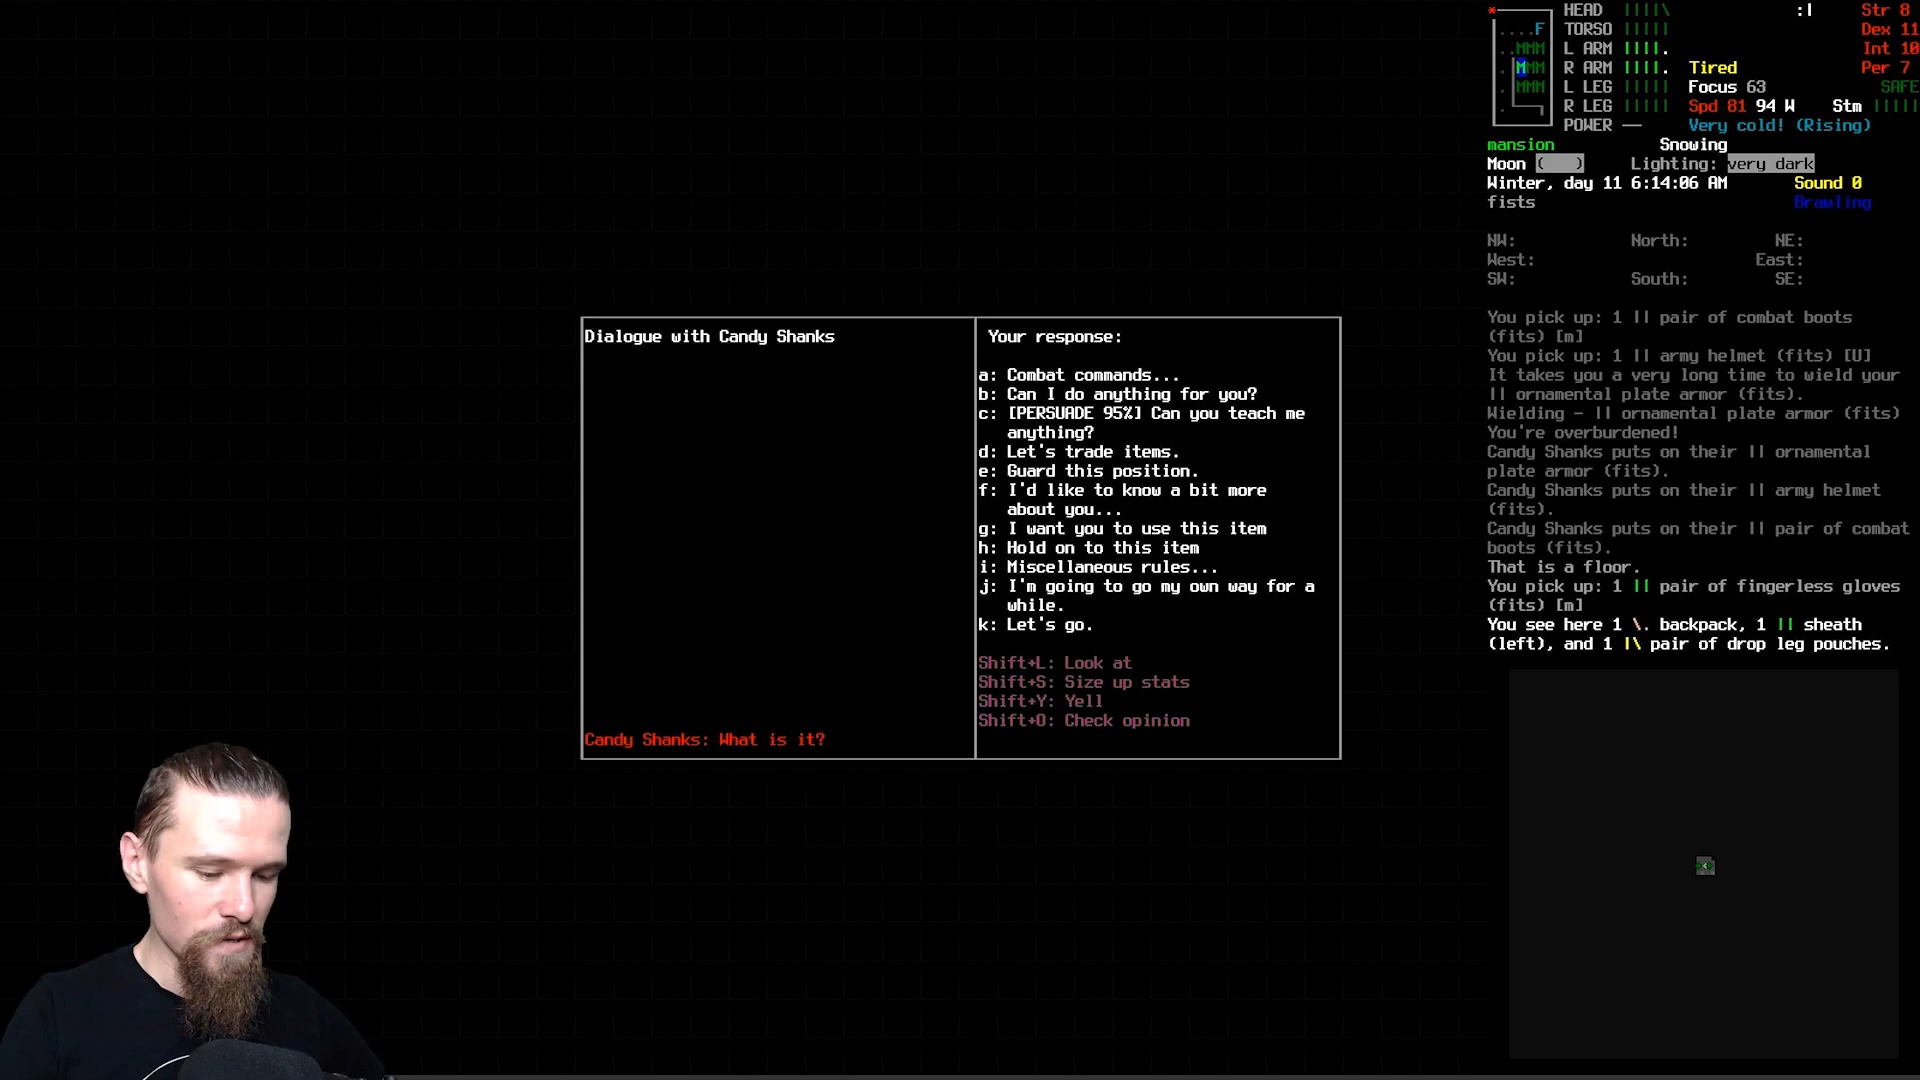 Dialogue with Candy Shanks
Candy Shanks: What is it?
Your response:
a: Combat commands...
b: Can I do anything for you?
c: [PERSUADE 95%] Can you teach me
anything?
d: Let's trade items.
e: Guard this position.
f: I'd like to know a bit more
about you...
g: I want you to use this item
h: Hold on to this item
i: Miscellaneous rules...
j: I'm going to go my own way for a
while.
k: Let's go.
Shift+L: Look at
Shift+S: Size up stats
Shift+Y: Yell
Shift+O: Check opinion
*
....F
..MMM
. MMM
. MMM
.
HEAD ||||\ :| Str 8
TORSO ||||| Dex 11
L ARM ||||. Int 10
R ARM ||||. Tired Per 7
L LEG ||||| Focus 63 SAFE
R LEG ||||| Spd 81 94 W Stm |||||
POWER -- Very cold! (Rising)
mansion Snowing
Moon ( ) Lighting: very dark
Winter, day 11 6:14:06 AM Sound 0
fists Brawling
NW: North: NE:
West: East:
SW: South: SE:
You pick up: 1 || pair of combat boots
(fits) [m]
You pick up: 1 || army helmet (fits) [U]
It takes you a very long time to wield your
|| ornamental plate armor (fits).
Wielding - || ornamental plate armor (fits)
You're overburdened!
Candy Shanks puts on their || ornamental
plate armor (fits).
Candy Shanks puts on their || army helmet
(fits).
Candy Shanks puts on their || pair of combat
boots (fits).
That is a floor.
You pick up: 1 || pair of fingerless gloves
(fits) [m]
You see here 1 \. backpack, 1 || sheath
(left), and 1 |\ pair of drop leg pouches.